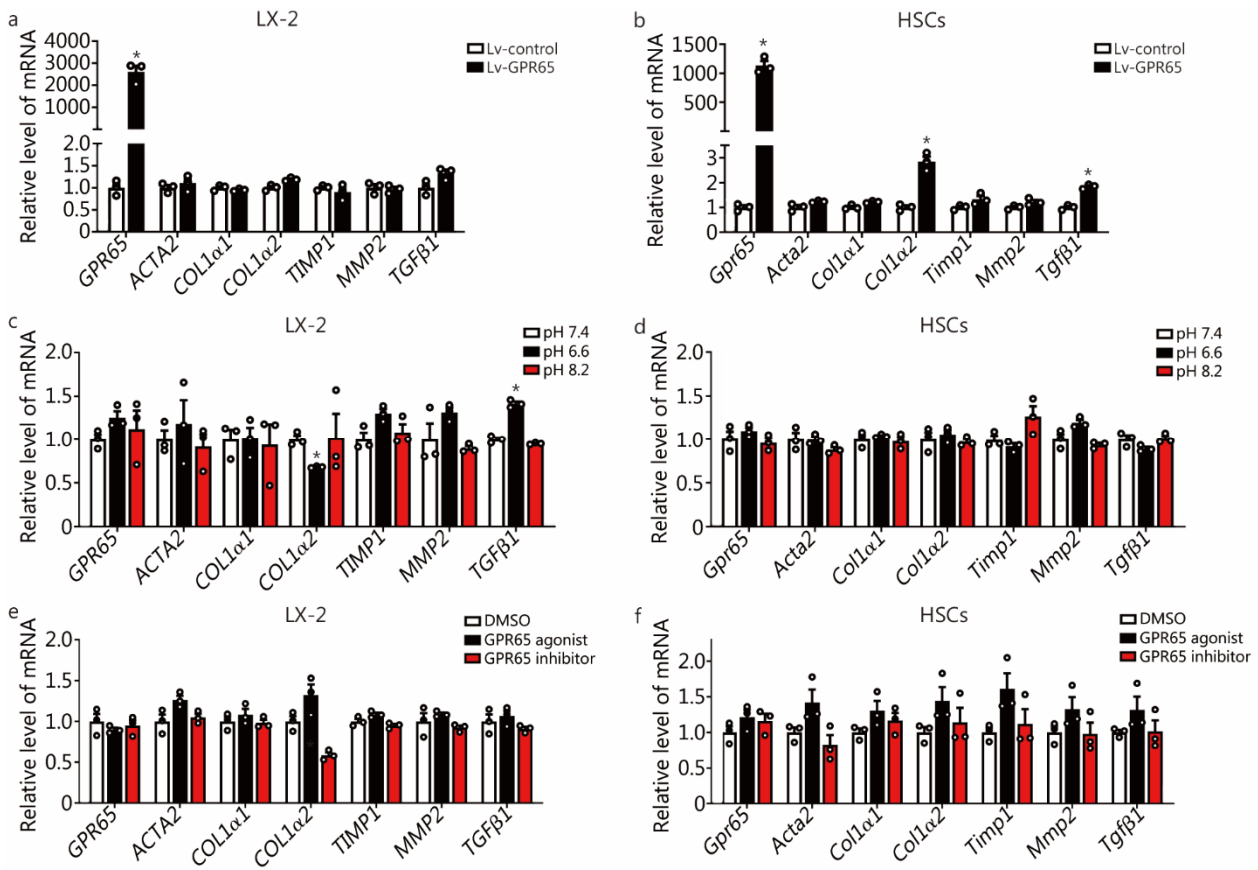 a
LX-2
Relative level of mRNA
4000
3000
2000
1000
2.0
1.5
1.0
0.5
0
*
Lv-control
Lv-GPR65
GPR65
ACTA2
COL1α1
COL1α2
TIMP1
MMP2
TGFβ1
b
HSCs
Relative level of mRNA
1500
1000
500
3
2
1
0
*
*
*
Lv-control
Lv-GPR65
Gpr65
Acta2
Col1α1
Col1α2
Timp1
Mmp2
Tgfβ1
c
LX-2
Relative level of mRNA
2.0
1.5
1.0
0.5
0
*
*
pH 7.4
pH 6.6
pH 8.2
GPR65
ACTA2
COL1α1
COL1α2
TIMP1
MMP2
TGFβ1
d
HSCs
Relative level of mRNA
2.0
1.5
1.0
0.5
0
pH 7.4
pH 6.6
pH 8.2
Gpr65
Acta2
Col1α1
Col1α2
Timp1
Mmp2
Tgfβ1
e
LX-2
Relative level of mRNA
2.0
1.5
1.0
0.5
0
DMSO
GPR65 agonist
GPR65 inhibitor
GPR65
ACTA2
COL1α1
COL1α2
TIMP1
MMP2
TGFβ1
f
HSCs
Relative level of mRNA
2.0
1.5
1.0
0.5
0
DMSO
GPR65 agonist
GPR65 inhibitor
Gpr65
Acta2
Col1α1
Col1α2
Timp1
Mmp2
Tgfβ1